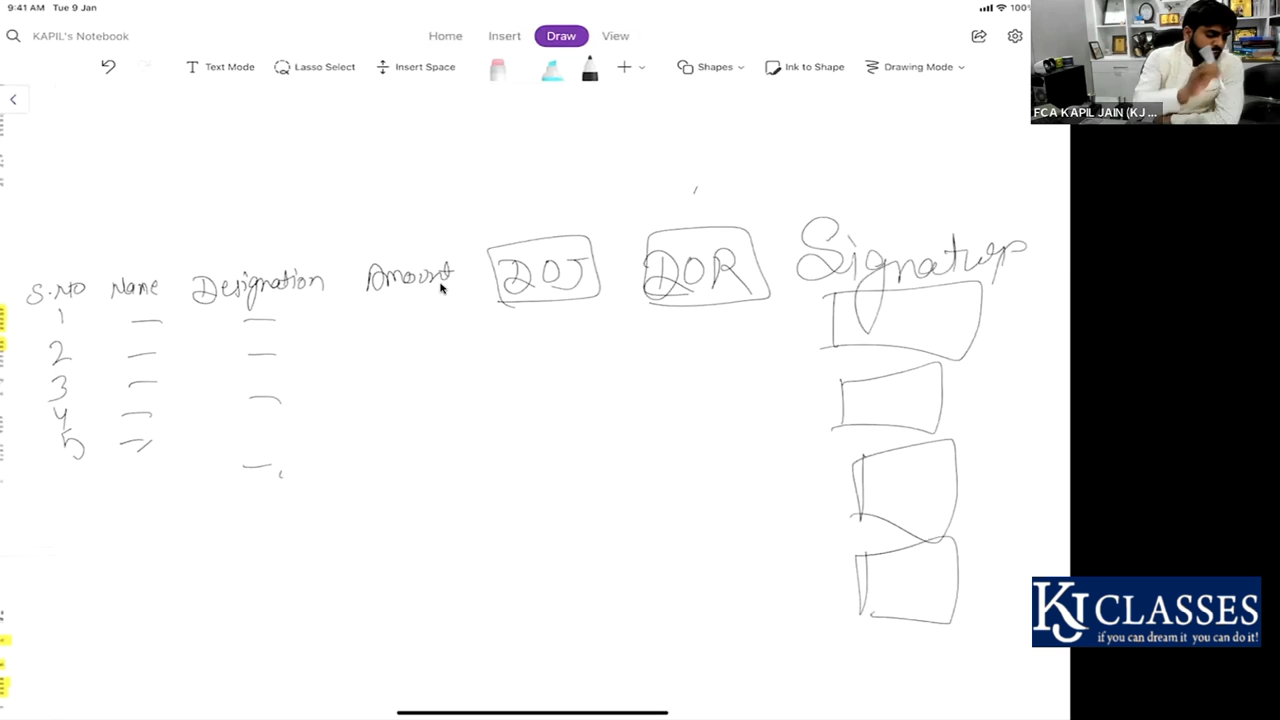 9:41 AM Tue 9 Jan
100%
KAPIL's Notebook
Home Insert Draw View
Text Mode Lasso Select Insert Space Shapes Ink to Shape Drawing Mode
FCA KAPIL JAIN (KJ ...
S.NO Name Designation Amount DOJ DOR Signature
1
2
3
4
5
KJ CLASSES
if you can dream it you can do it!